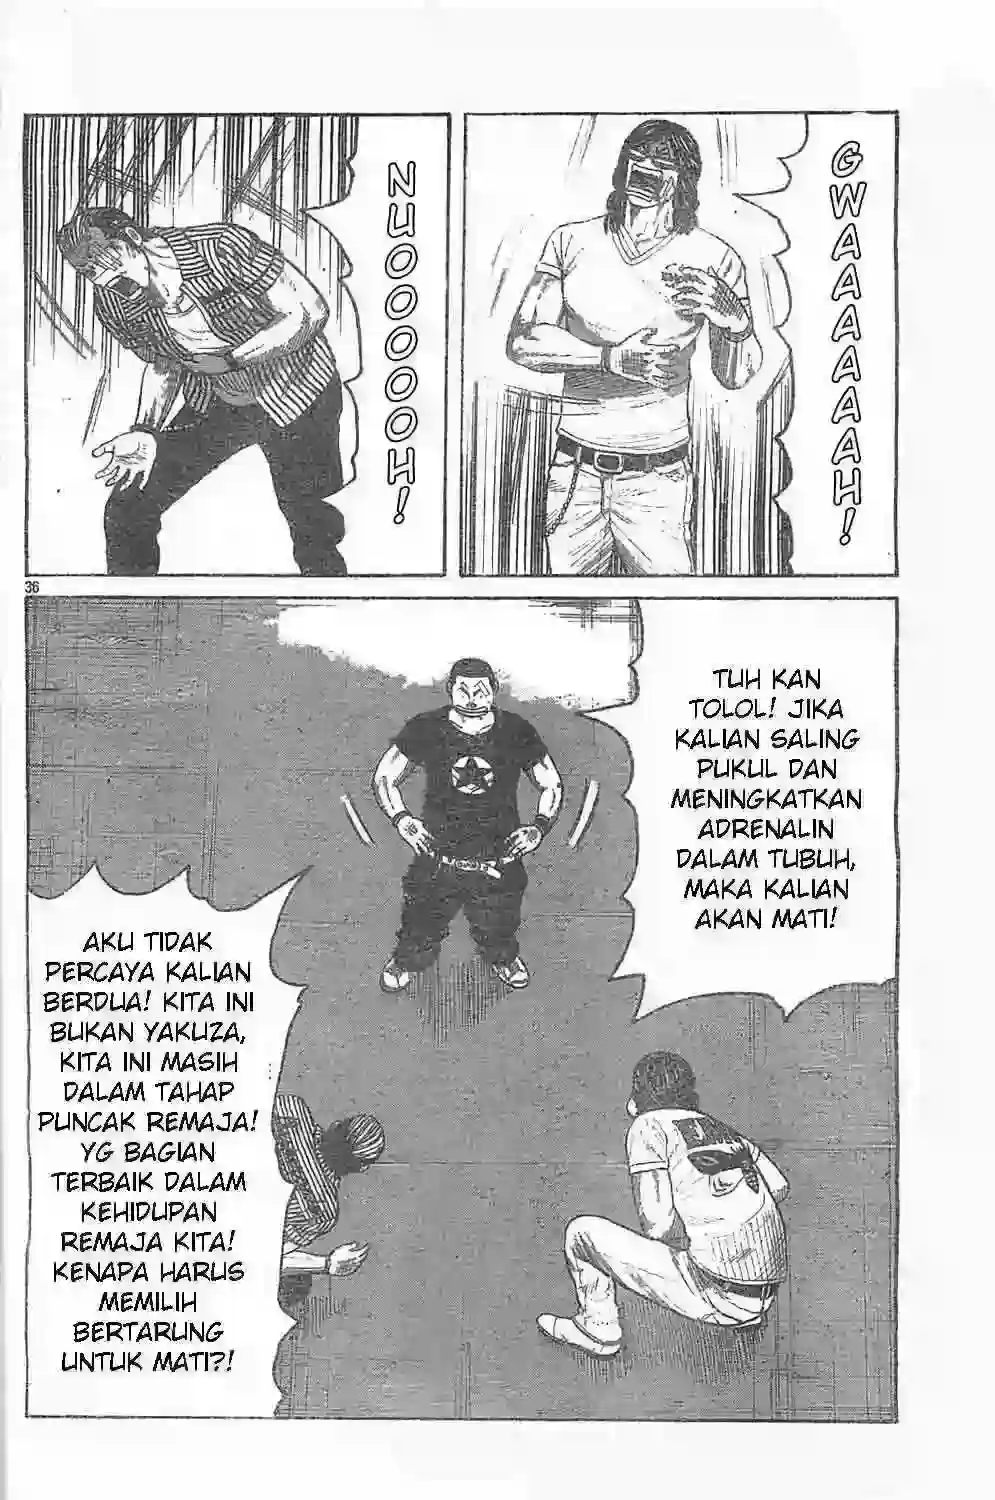 GWAAAAAAAH!
NUOOOOOOH!
36
TUH KAN
TOLOL! JIKA
KALIAN SALING
PUKUL DAN
MENINGKATKAN
ADRENALIN
DALAM TUBUH,
MAKA KALIAN
AKAN MATI!
AKU TIDAK
PERCAYA KALIAN
BERDUA! KITA INI
BUKAN YAKUZA,
KITA INI MASIH
DALAM TAHAP
PUNCAK REMAJA!
YG BAGIAN
TERBAIK DALAM
KEHIDUPAN
REMAJA KITA!
KENAPA HARUS
MEMILIH
BERTARUNG
UNTUK MATI?!